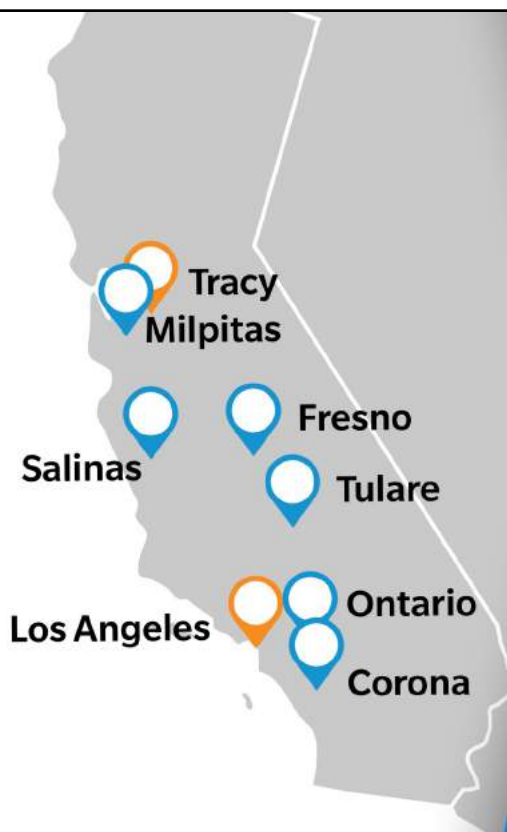 Tracy
Milpitas
Fresno
Salinas
Tulare
Ontario
Los Angeles
Corona